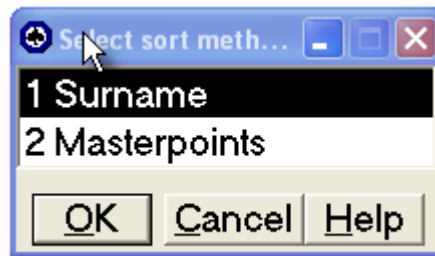 Select sort meth...
1 Surname
2 Masterpoints
OK Cancel Help